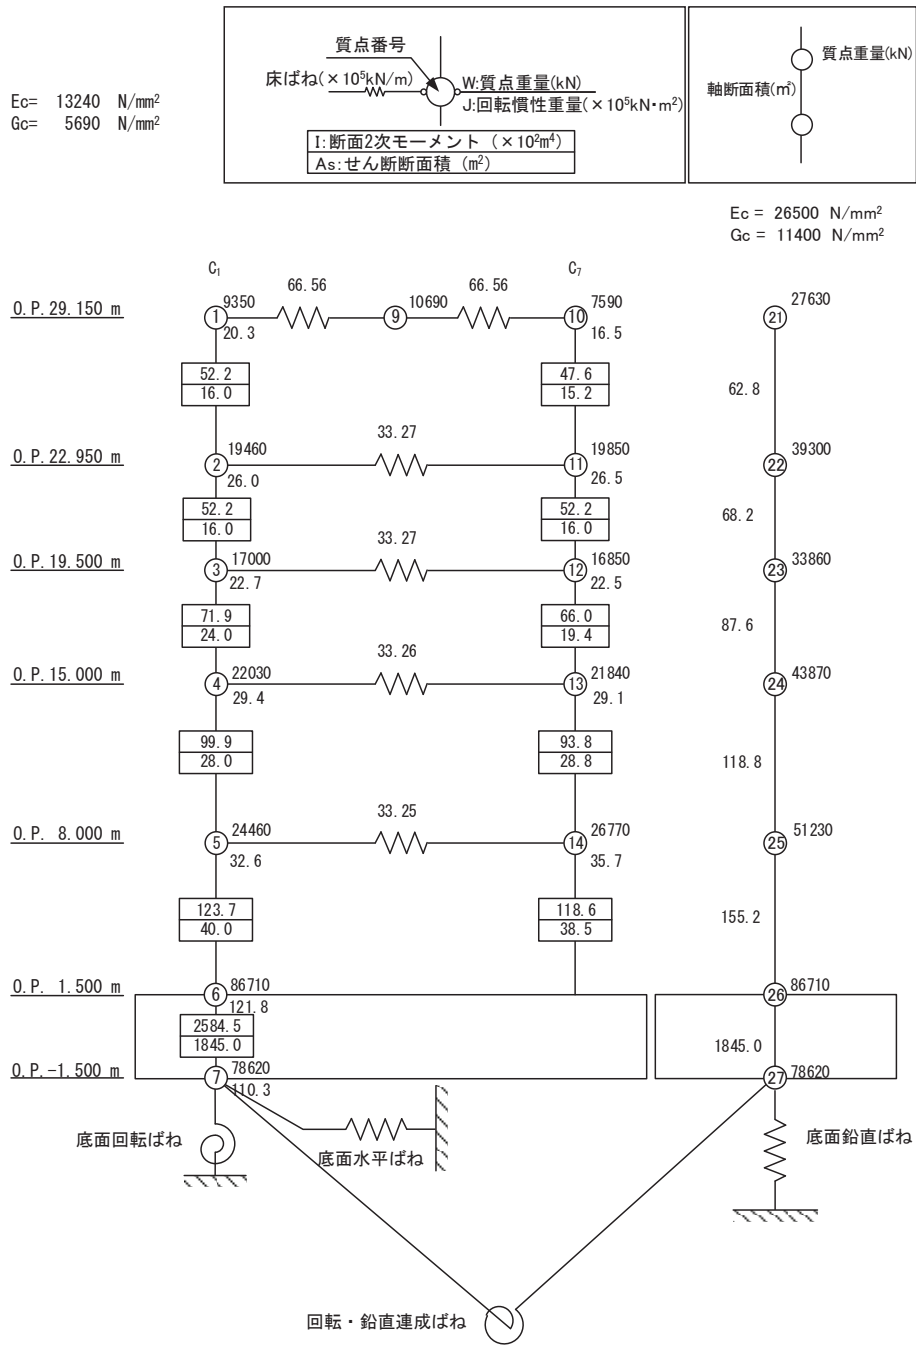 質点番号
床ばね(×10⁵kN/m)
W:質点重量(kN)
J:回転慣性重量(×10⁵kN・m²)
I:断面2次モーメント (×10²m⁴)
As:せん断断面積 (m²)
質点重量(kN)
軸断面積(㎡)
Ec= 13240 N/mm²
Gc= 5690 N/mm²
Ec = 26500 N/mm²
Gc = 11400 N/mm²
C₁ C₇
O.P.29.150 m ① 9350 20.3 66.56 ⑨ 10690 66.56 ⑩ 7590 16.5 ㉑ 27630
52.2 47.6 62.8
16.0 15.2
O.P.22.950 m ② 19460 26.0 33.27 ⑪ 19850 26.5 ㉒ 39300
52.2 52.2 68.2
16.0 16.0
O.P.19.500 m ③ 17000 22.7 33.27 ⑫ 16850 22.5 ㉓ 33860
71.9 66.0 87.6
24.0 19.4
O.P.15.000 m ④ 22030 29.4 33.26 ⑬ 21840 29.1 ㉔ 43870
99.9 93.8 118.8
28.0 28.8
O.P. 8.000 m ⑤ 24460 32.6 33.25 ⑭ 26770 35.7 ㉕ 51230
123.7 118.6 155.2
40.0 38.5
O.P. 1.500 m ⑥ 86710 121.8 ㉖ 86710
2584.5 1845.0
1845.0
O.P.-1.500 m ⑦ 78620 110.3 ㉗ 78620
底面回転ばね
底面水平ばね
底面鉛直ばね
回転・鉛直連成ばね